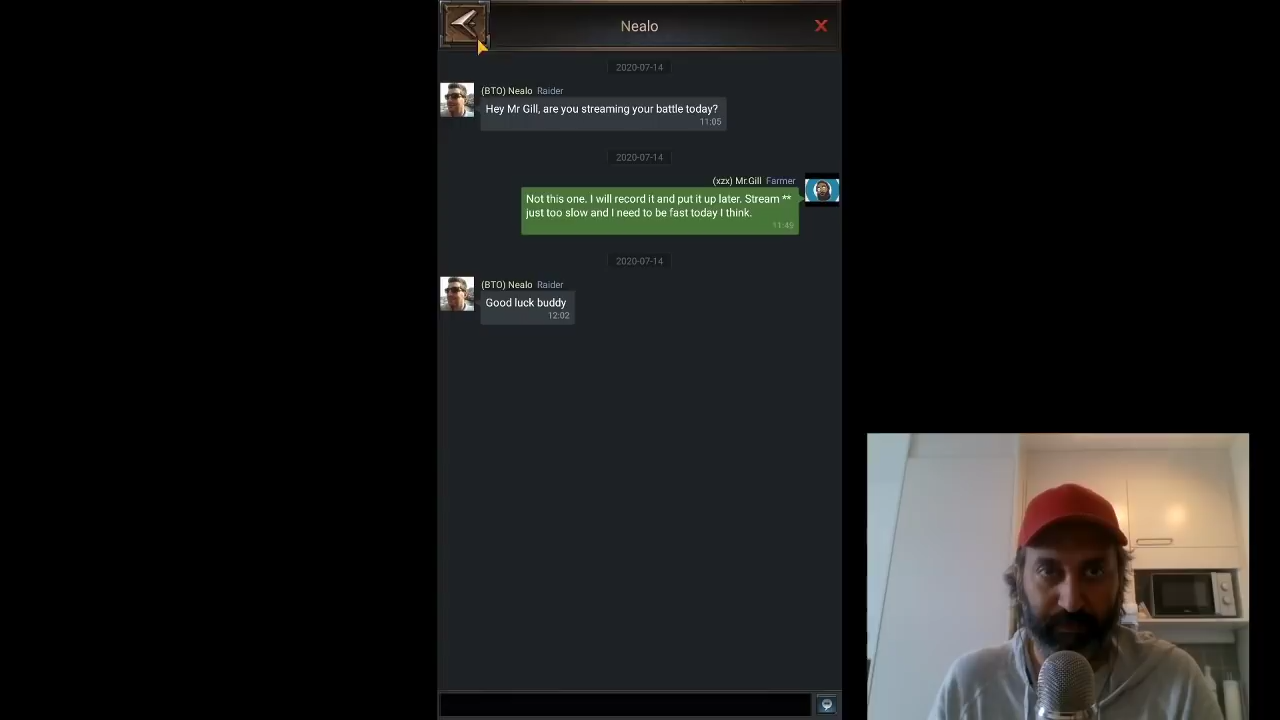 Nealo
2020-07-14
(BTO) Nealo Raider
Hey Mr Gill, are you streaming your battle today?
11:05
2020-07-14
(xzx) Mr.Gill Farmer
Not this one. I will record it and put it up later. Stream **
just too slow and I need to be fast today I think.
11:49
2020-07-14
(BTO) Nealo Raider
Good luck buddy
12:02